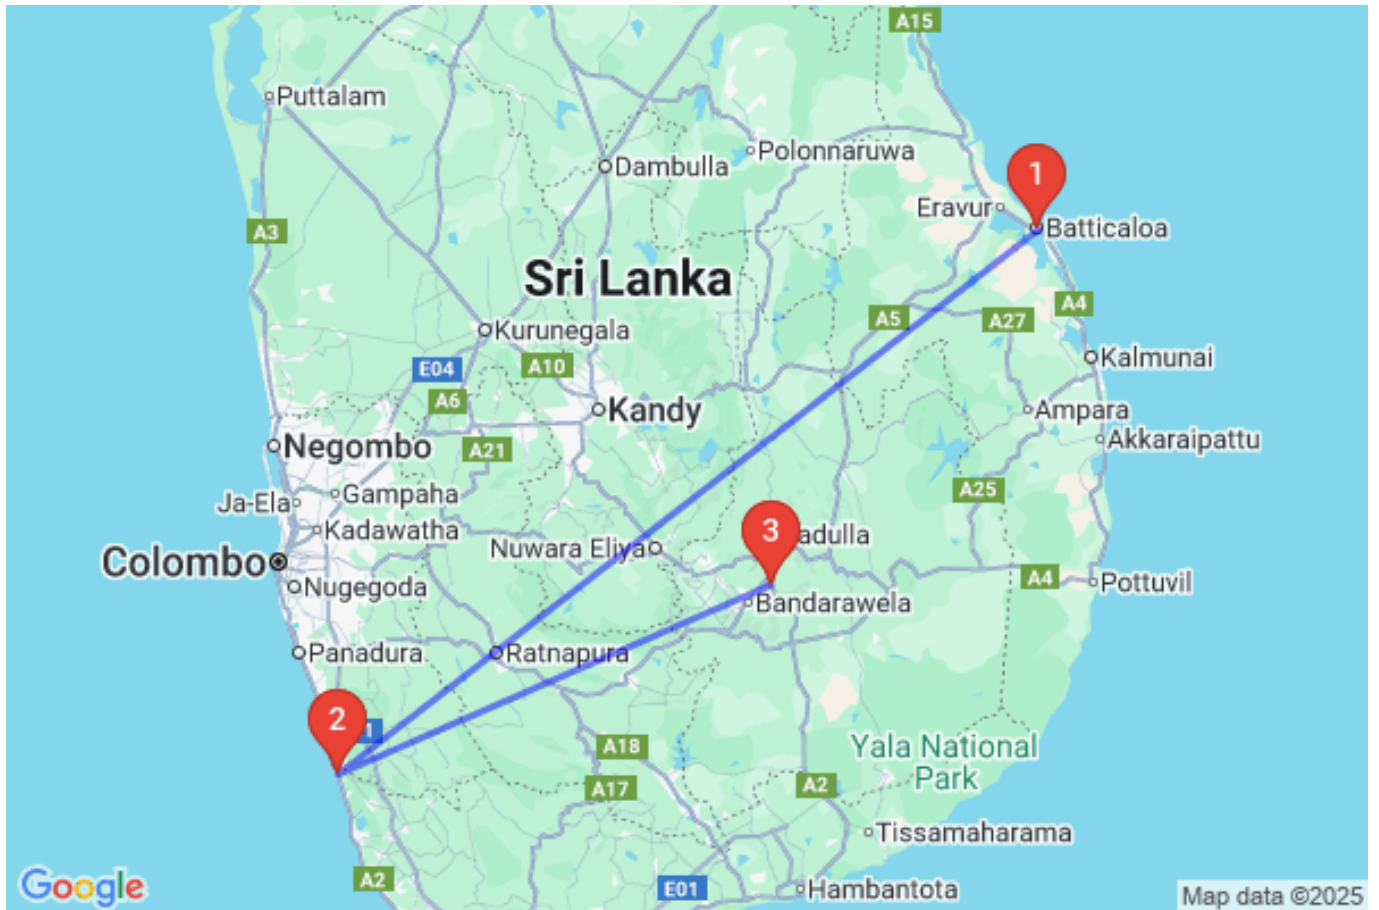 A15
Puttalam
Polonnaruwa
Dambulla
1
Eravur
Batticaloa
A3
Sri Lanka
A4
A5
A27
Kurunegala
Kalmunai
E04
A10
A6
Kandy
Ampara
Akkaraipattu
Negombo
A21
A25
Gampaha
Ja-Ela
Kadawatha
3
adulla
Nuwara Eliya
Colombo
A4
Pottuvil
Nugegoda
Bandarawela
Panadura
Ratnapura
2
1
A18
Yala National
Park
A17
A2
Tissamaharama
A2
E01
Hambantota
Google
Map data ©2025